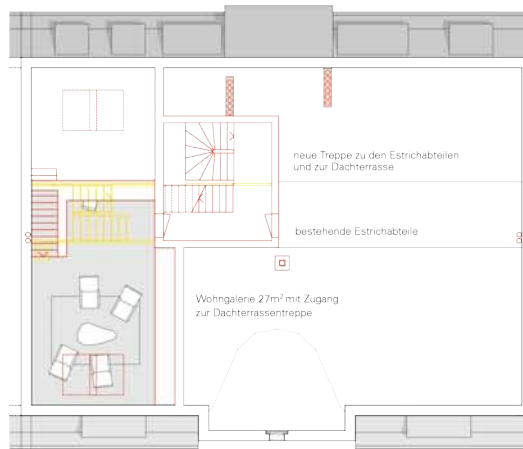 neue Treppe zu den Estrichabteilen
und zur Dachterrasse
bestehende Estrichabteile
Wohngalerie 27m² mit Zugang
zur Dachterrassentreppe